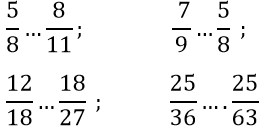 5/8 ... 8/11 ; 7/9 ... 5/8 ;
12/18 ... 18/27 ; 25/36 ... . 25/63